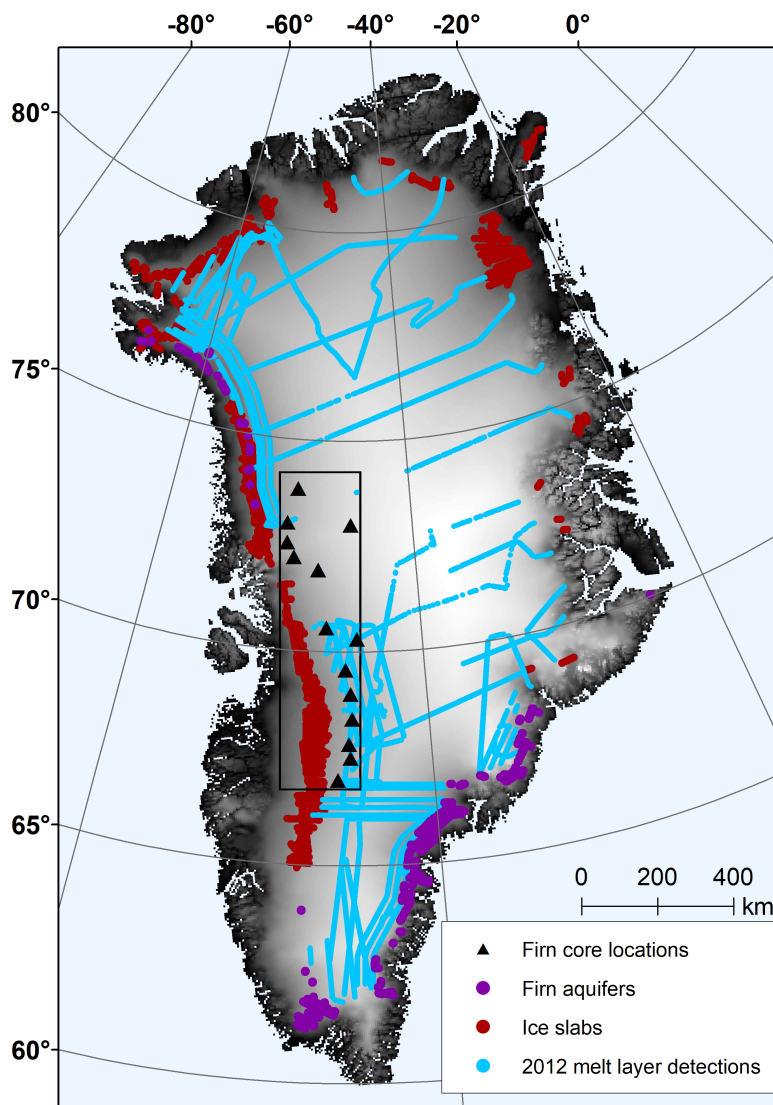 -80° -60° -40° -20° 0°
80°
75°
70°
65°
60°
0 200 400
km
Firn core locations
Firn aquifers
Ice slabs
2012 melt layer detections